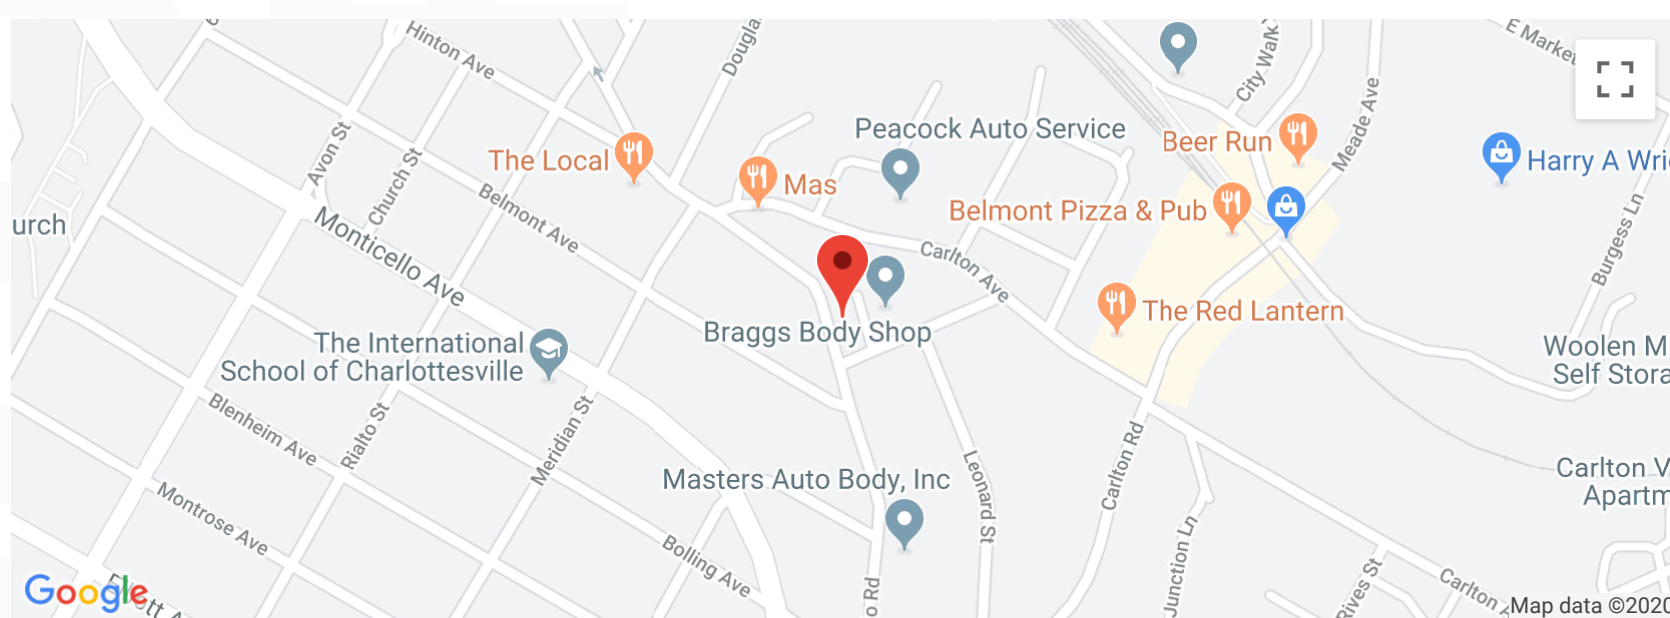 Hinton Ave
Douglas
City Walk
E Market
Meade Ave
Avon St
Church St
The Local
Mas
Peacock Auto Service
Beer Run
Harry A Wri
Belmont Pizza & Pub
Belmont Ave
urch
Monticello Ave
Carlton Ave
Burgess Ln
The Red Lantern
Braggs Body Shop
The International
School of Charlottesville
Woolen M
Self Stora
Blenheim Ave
Rialto St
Meridian St
Carlton Rd
Leonard St
Masters Auto Body, Inc
Carlton V
Apartm
Montrose Ave
Bolling Ave
o Rd
Junction Ln
Rives St
Carlton A
Google
Map data ©2020